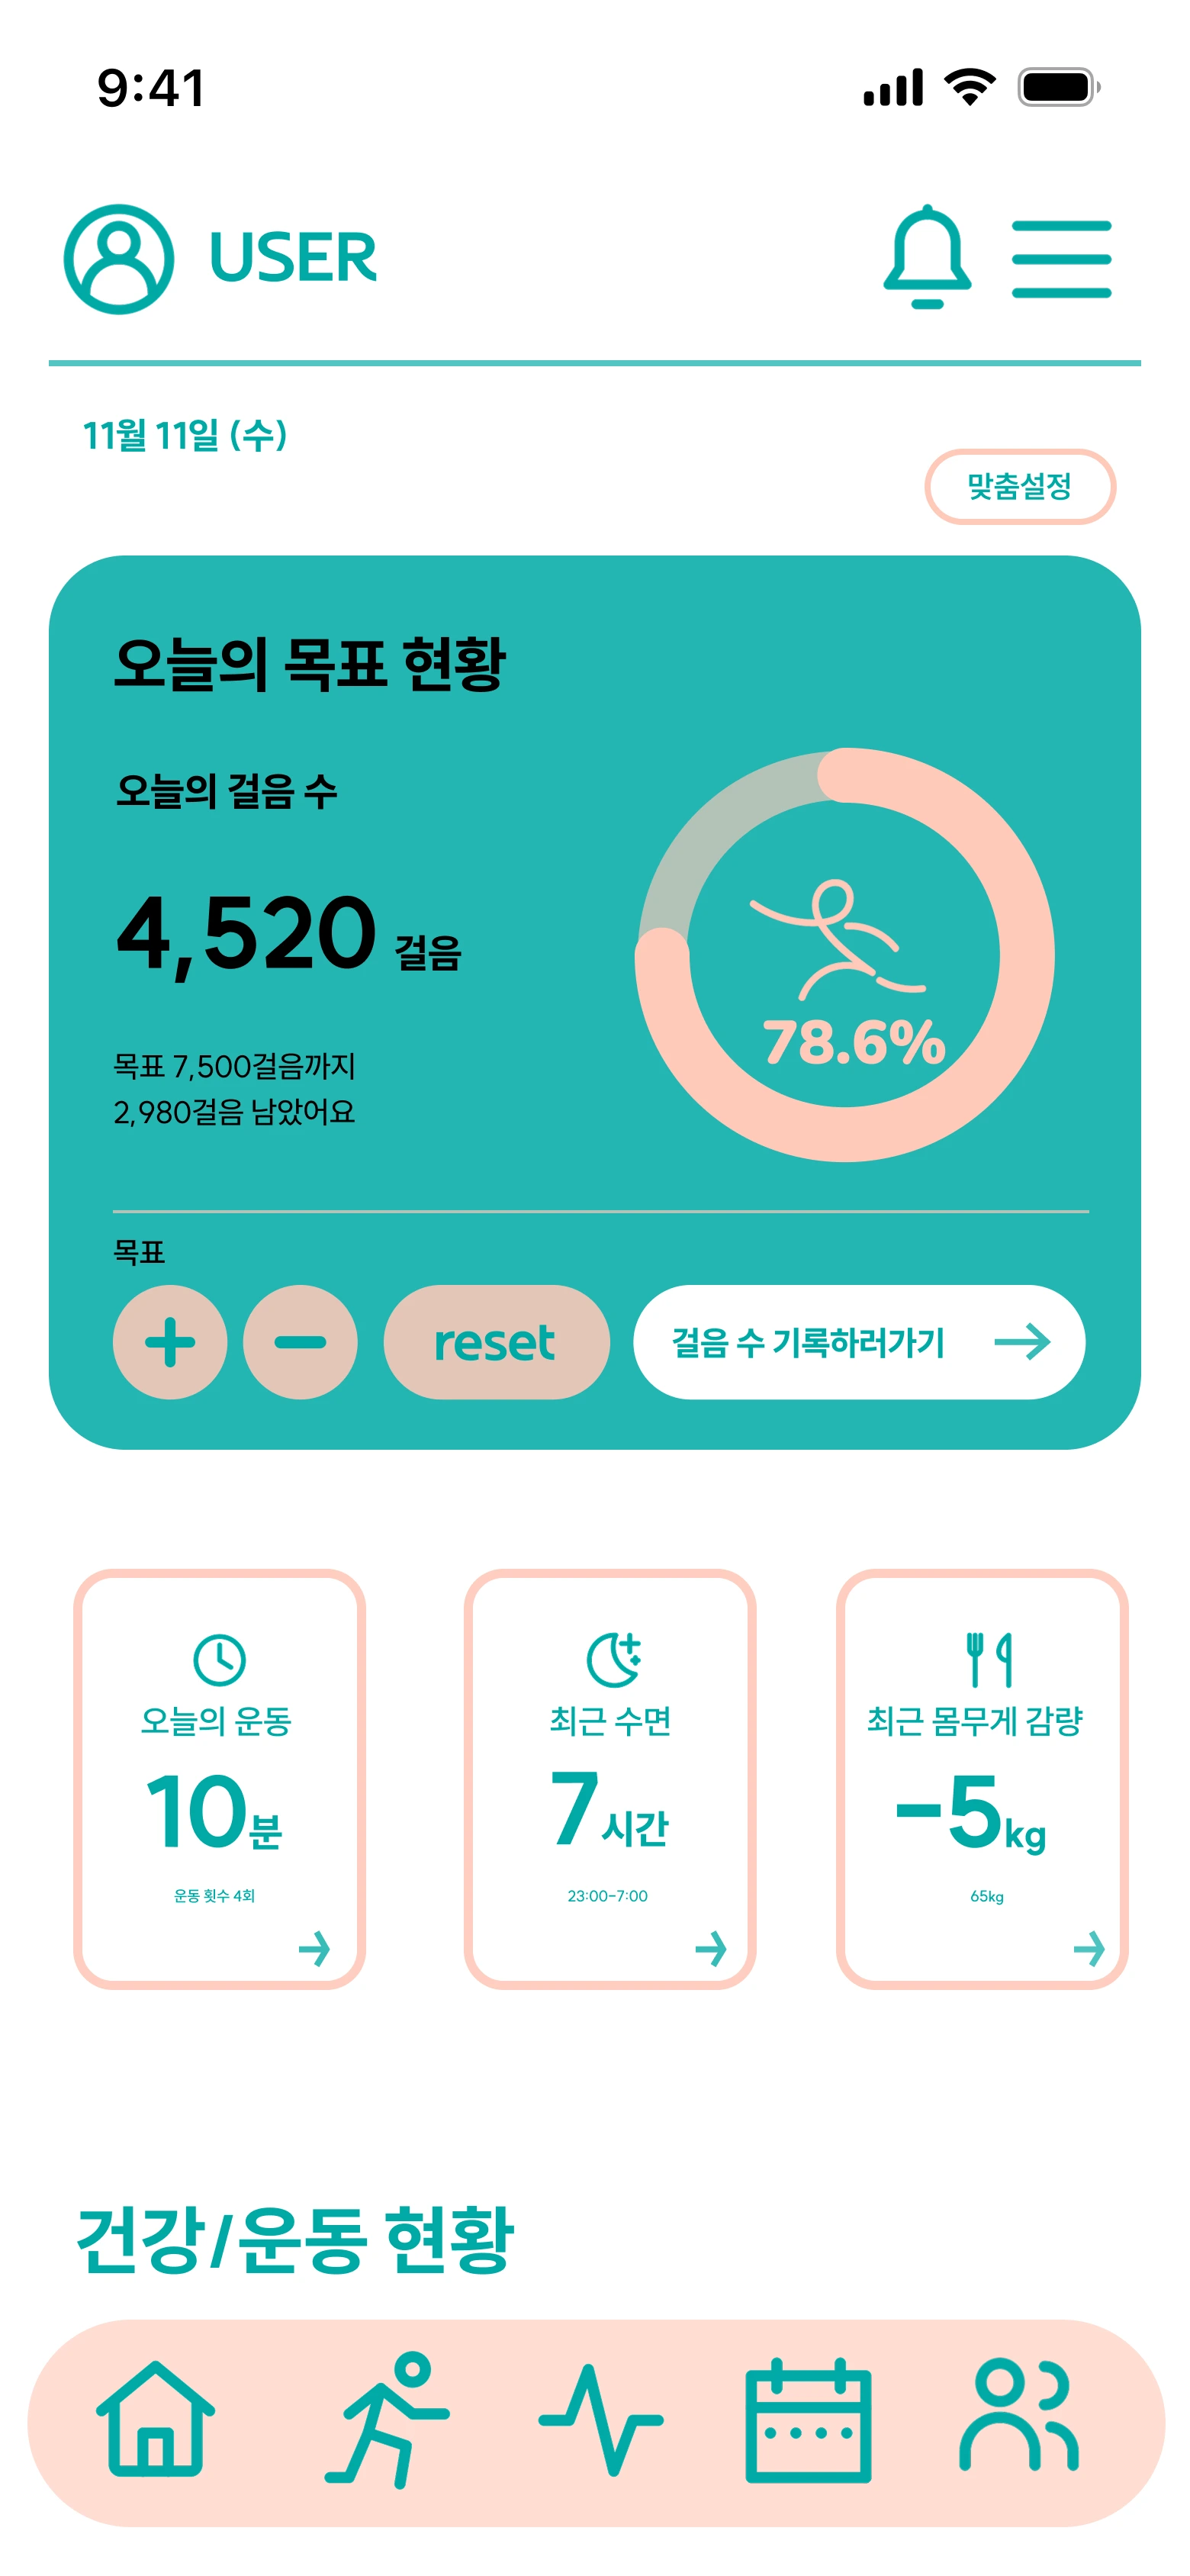 9:41
USER
11월 11일 (수)
맞춤설정
오늘의 목표 현황
오늘의 걸음 수
4,520 걸음
78.6%
목표 7,500걸음까지
2,980걸음 남았어요
목표
+ − reset 걸음 수 기록하러가기 →
오늘의 운동
10분
운동 횟수 4회
최근 수면
7시간
23:00-7:00
최근 몸무게 감량
-5kg
65kg
건강/운동 현황